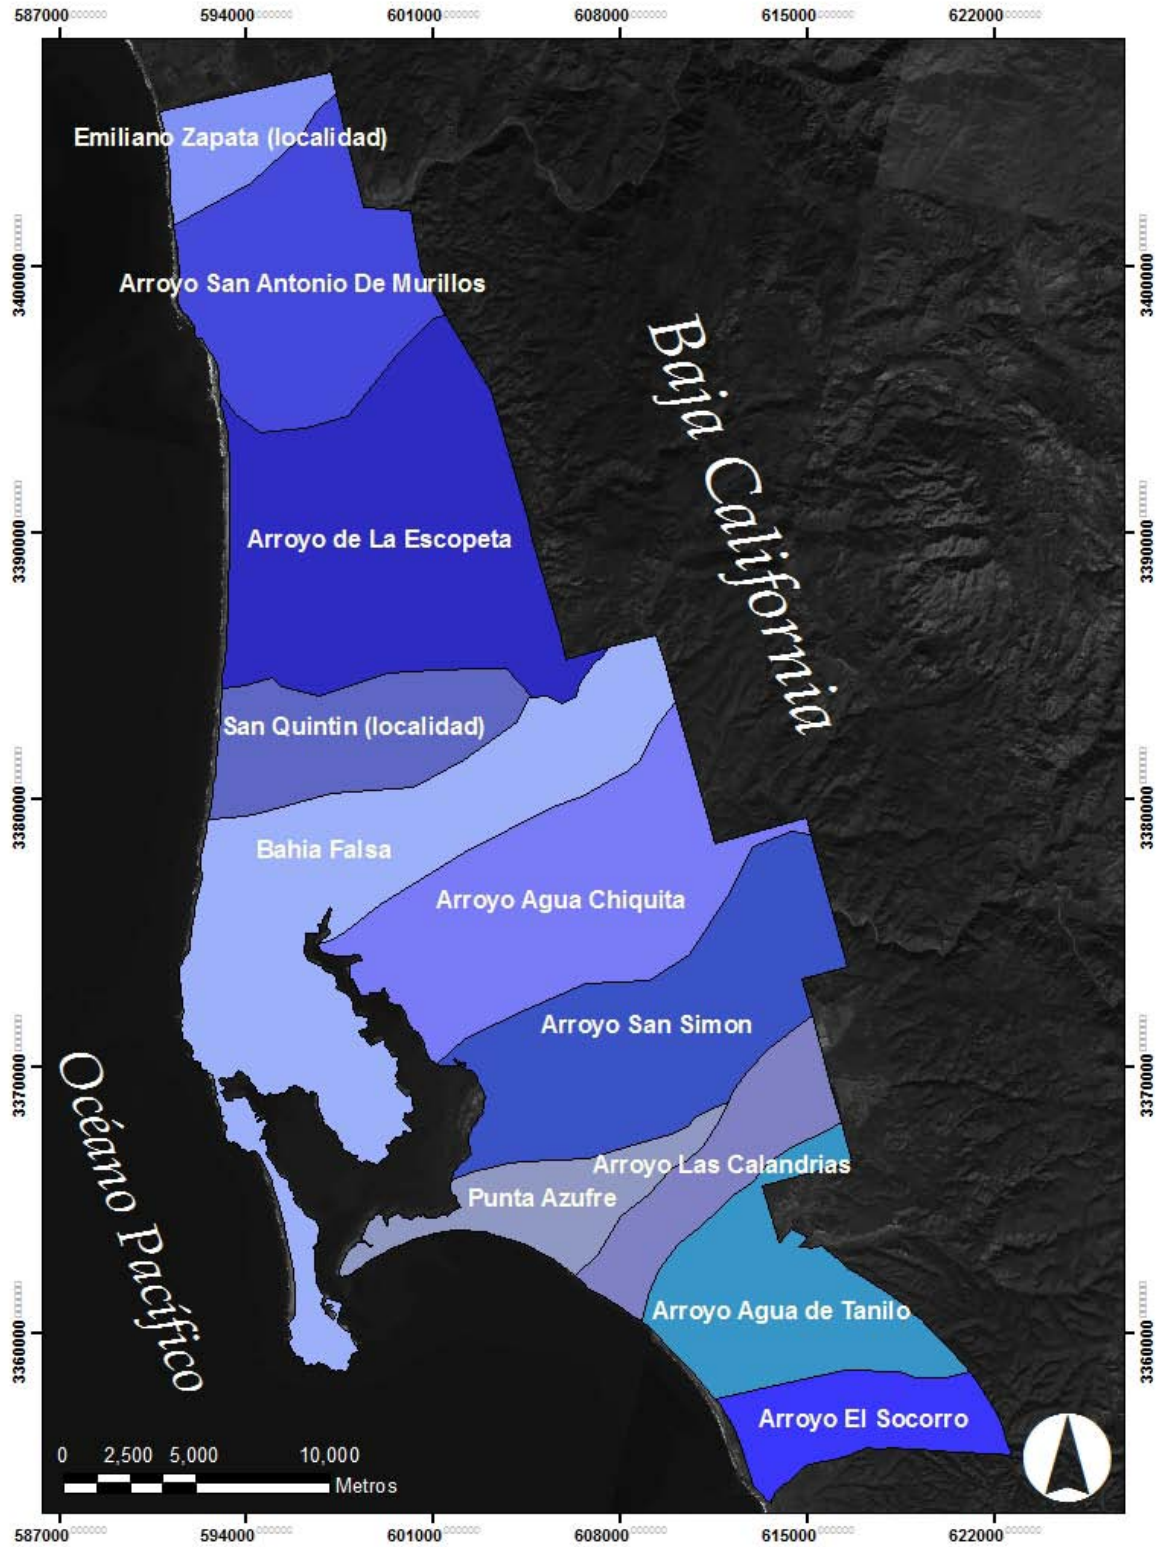 587000 594000 601000 608000 615000 622000
Emiliano Zapata (localidad)
3400000 3400000
Arroyo San Antonio De Murillos
Baja California
3390000 3390000
Arroyo de La Escopeta
San Quintin (localidad)
3380000 3380000
Bahia Falsa
Arroyo Agua Chiquita
Arroyo San Simon
3370000 3370000
Océano Pacífico
Arroyo Las Calandrias
Punta Azufre
Arroyo Agua de Tanilo
3360000 3360000
Arroyo El Socorro
0 2,500 5,000 10,000
Metros
587000 594000 601000 608000 615000 622000